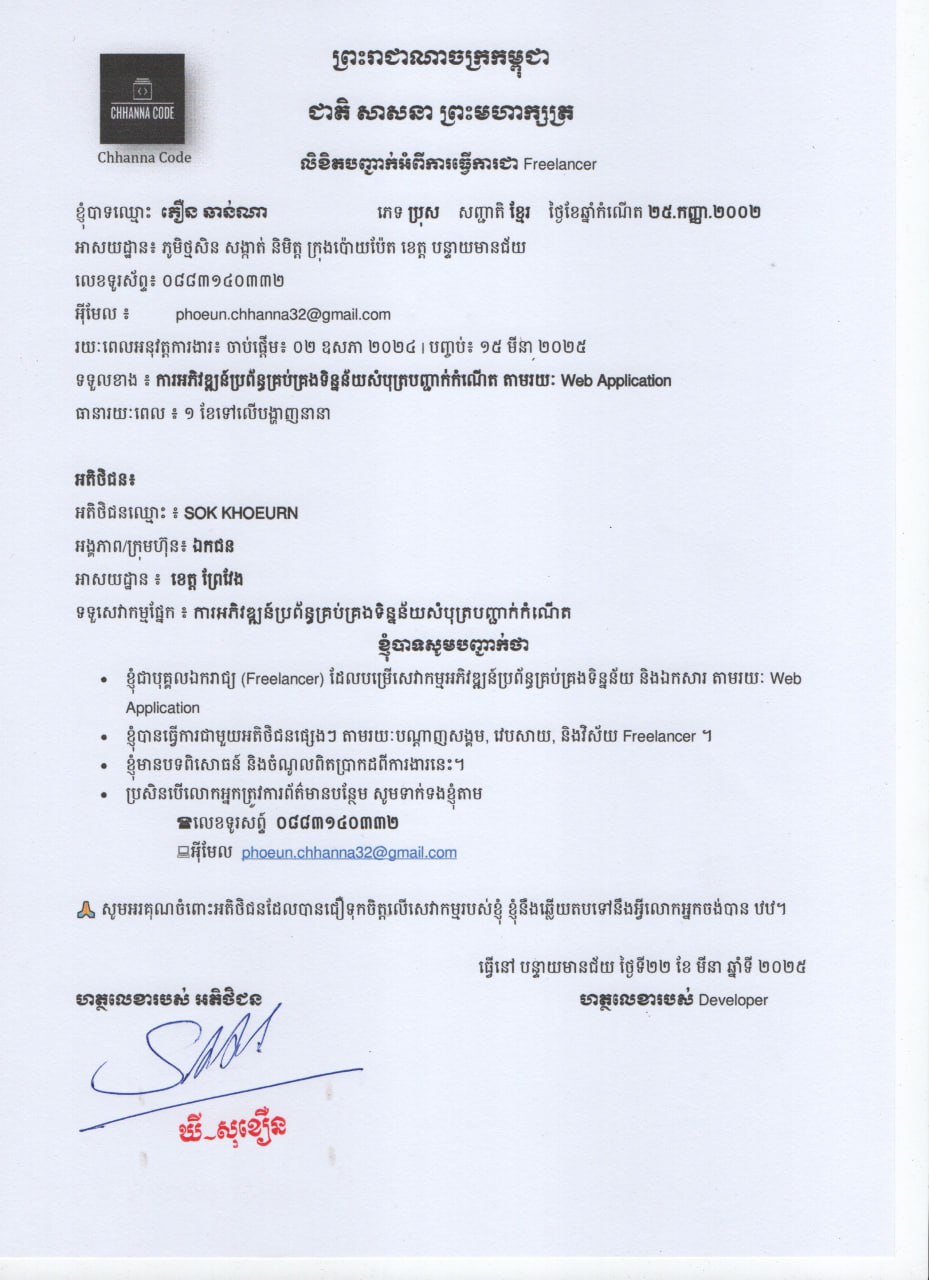 ព្រះរាជាណាចក្រកម្ពុជា
CHHANNA CODE
ជាតិ សាសនា ព្រះមហាក្សត្រ
Chhanna Code
លិខិតបញ្ជាក់អំពីការធ្វើការជា Freelancer
ខ្ញុំបាទឈ្មោះ ភឿន ឆាន់ណា ភេទ ប្រុស សញ្ជាតិ ខ្មែរ ថ្ងៃខែឆ្នាំកំណើត ២៥.កញ្ញា.២០០២
អាសយដ្ឋាន៖ ភូមិថ្មសិន សង្កាត់ និមិត្ត ក្រុងប៉ោយប៉ែត ខេត្ត បន្ទាយមានជ័យ
លេខទូរស័ព្ទ៖ ០៨៨៣១៤០៣៣២
អ៊ីមែល ៖ phoeun.chhanna32@gmail.com
រយៈពេលអនុវត្តការងារ៖ ចាប់ផ្តើម៖ ០២ ឧសភា ២០២៤ | បញ្ចប់៖ ១៥ មីនា ២០២៥
ទទួលខាង ៖ ការអភិវឌ្ឍន៍ប្រព័ន្ធគ្រប់គ្រងទិន្នន័យសំបុត្របញ្ជាក់កំណើត តាមរយៈ Web Application
ធានារយៈពេល ៖ ១ ខែទៅលើបង្ហាញនានា
អតិថិជន៖
អតិថិជនឈ្មោះ ៖ SOK KHOEURN
អង្គភាព/ក្រុមហ៊ុន៖ ឯកជន
អាសយដ្ឋាន ៖ ខេត្ត ព្រៃវែង
ទទួសេវាកម្មផ្នែក ៖ ការអភិវឌ្ឍន៍ប្រព័ន្ធគ្រប់គ្រងទិន្នន័យសំបុត្របញ្ជាក់កំណើត
ខ្ញុំបាទសូមបញ្ជាក់ថា
• ខ្ញុំជាបុគ្គលឯករាជ្យ (Freelancer) ដែលបម្រើសេវាកម្មអភិវឌ្ឍន៍ប្រព័ន្ធគ្រប់គ្រងទិន្នន័យ និងឯកសារ តាមរយៈ Web
Application
• ខ្ញុំបានធ្វើការជាមួយអតិថិជនផ្សេងៗ តាមរយៈបណ្តាញសង្គម, វេបសាយ, និងវិស័យ Freelancer ។
• ខ្ញុំមានបទពិសោធន៍ និងចំណូលពិតប្រាកដពីការងារនេះ។
• ប្រសិនបើលោកអ្នកត្រូវការព័ត៌មានបន្ថែម សូមទាក់ទងខ្ញុំតាម
☎លេខទូរសព្ទ៍ ០៨៨៣១៤០៣៣២
💻អ៊ីមែល phoeun.chhanna32@gmail.com
🙏 សូមអរគុណចំពោះអតិថិជនដែលបានជឿទុកចិត្តលើសេវាកម្មរបស់ខ្ញុំ ខ្ញុំនឹងឆ្លើយតបទៅនឹងអ្វីលោកអ្នកចង់បាន ឋឋ។
ធ្វើនៅ បន្ទាយមានជ័យ ថ្ងៃទី២២ ខែ មីនា ឆ្នាំទី ២០២៥
ហត្ថលេខារបស់ អតិថិជន ហត្ថលេខារបស់ Developer
ឃី_សុខឿន